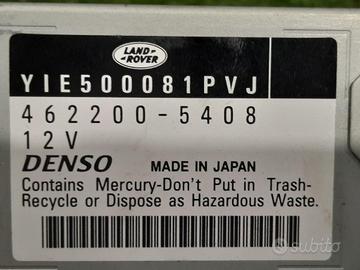 LAND-
ROVER
YIE500081PVJ
462200-5408
12V
DENSO MADE IN JAPAN
Contains Mercury-Don't Put in Trash-
Recycle or Dispose as Hazardous Waste.
subito